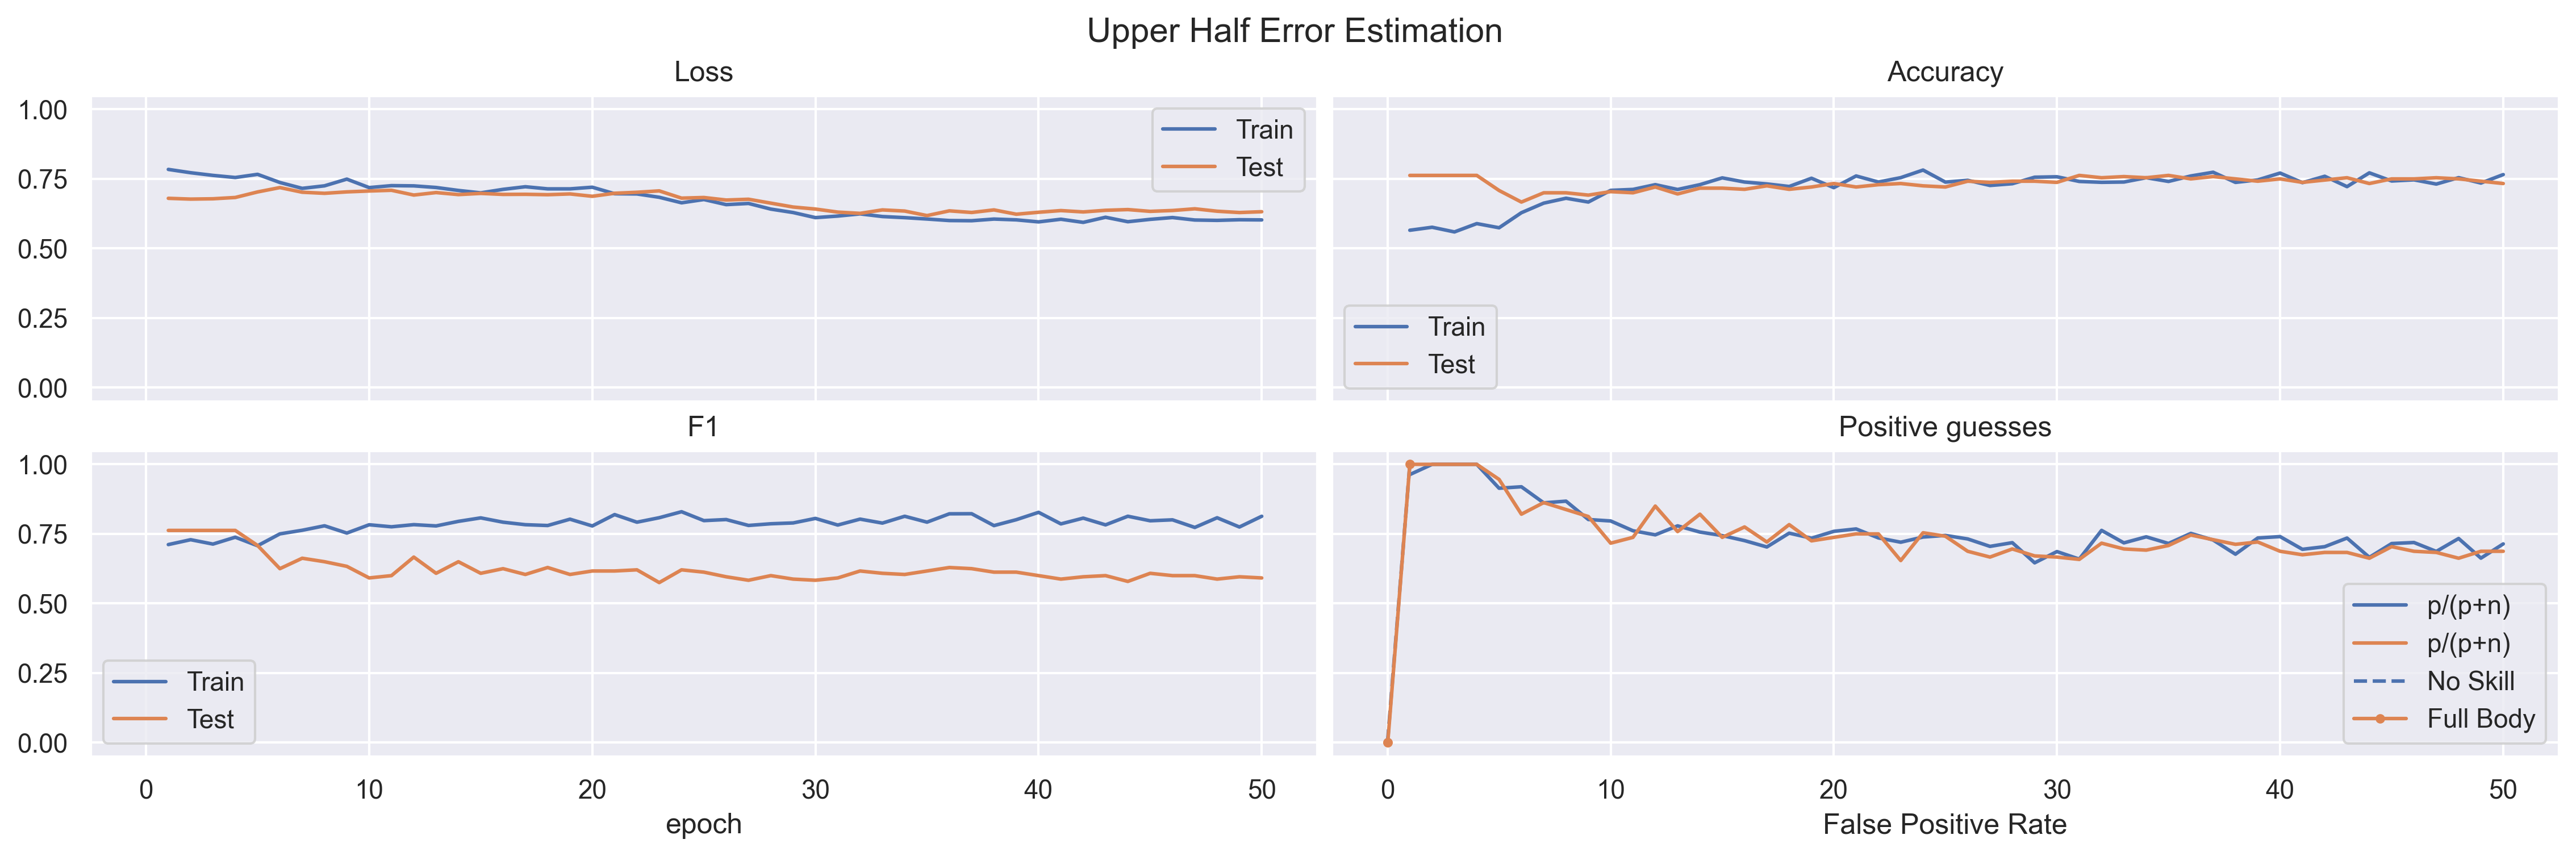 Upper Half Error Estimation
Loss
1.00
0.75
0.50
0.25
0.00
Train
Test
Accuracy
Train
Test
F1
1.00
0.75
0.50
0.25
0.00
Train
Test
0 10 20 30 40 50
epoch
Positive guesses
p/(p+n)
p/(p+n)
No Skill
Full Body
0 10 20 30 40 50
False Positive Rate